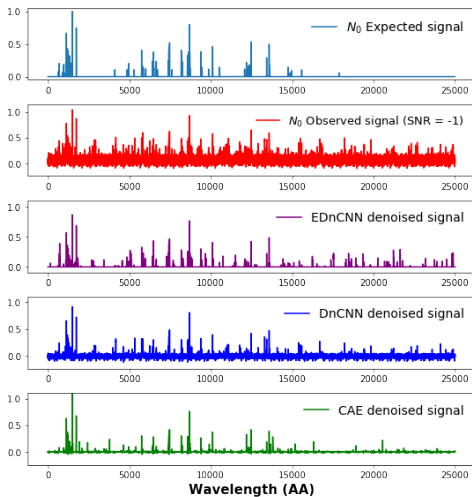 1.0
N₀ Expected signal
0.5
0.0
0 5000 10000 15000 20000 25000
1.0
N₀ Observed signal (SNR = -1)
0.5
0.0
0 5000 10000 15000 20000 25000
1.0
EDnCNN denoised signal
0.5
0.0
0 5000 10000 15000 20000 25000
1.0
DnCNN denoised signal
0.5
0.0
0 5000 10000 15000 20000 25000
1.0
CAE denoised signal
0.5
0.0
0 5000 10000 15000 20000 25000
Wavelength (AA)